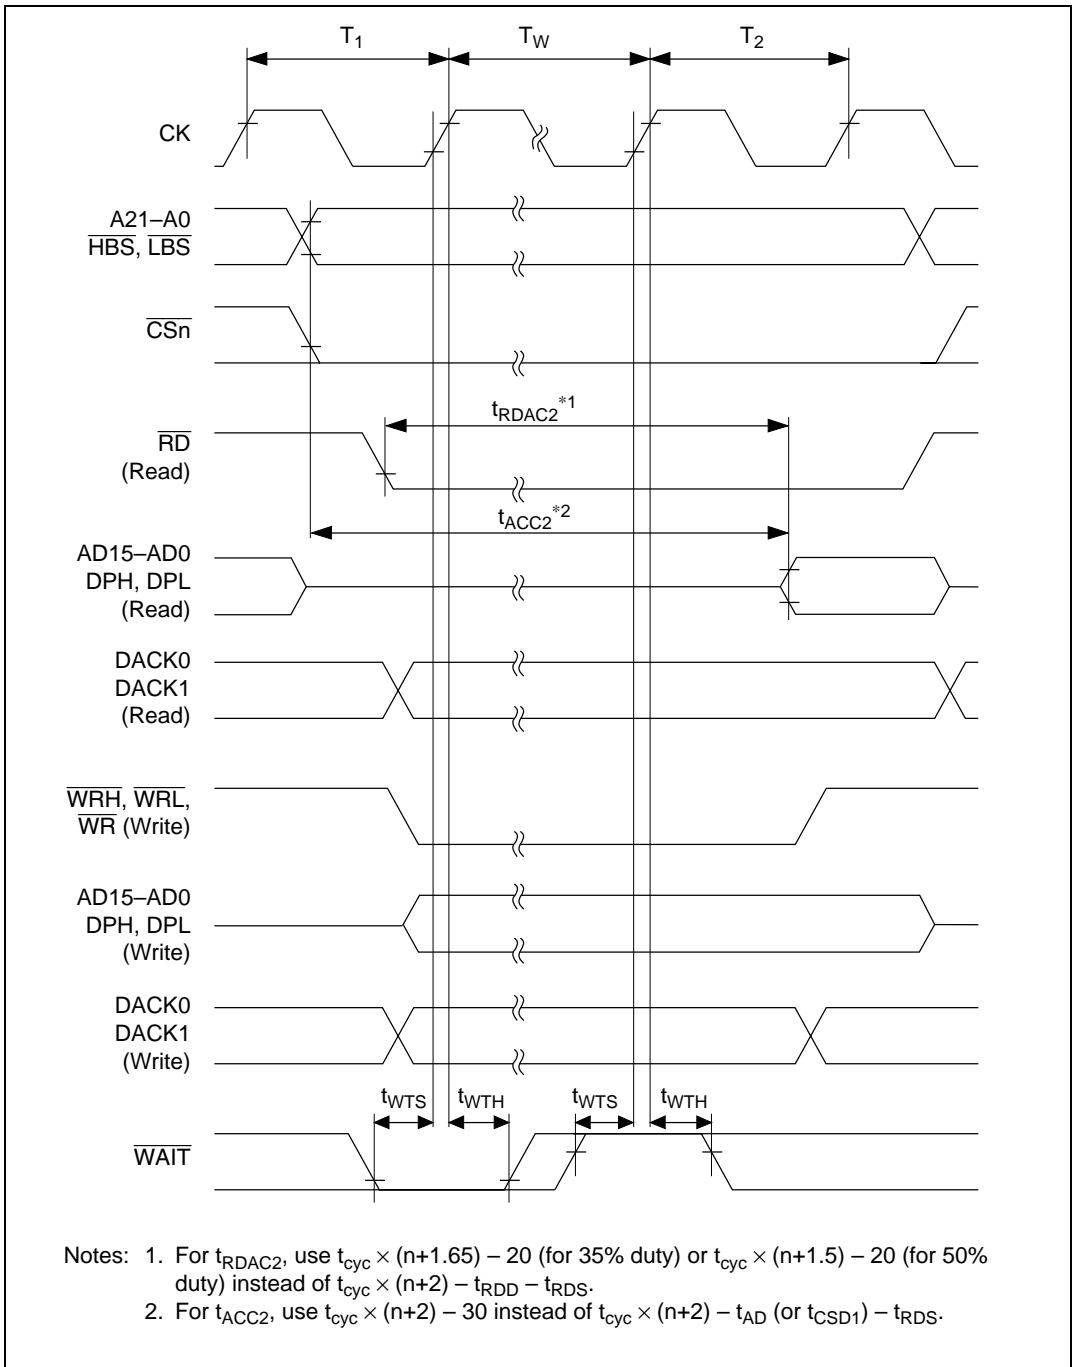 T1 TW T2
CK
A21–A0
HBS, LBS
CSn
tRDAC2*1
RD
(Read)
tACC2*2
AD15–AD0
DPH, DPL
(Read)
DACK0
DACK1
(Read)
WRH, WRL,
WR (Write)
AD15–AD0
DPH, DPL
(Write)
DACK0
DACK1
(Write)
tWTS tWTH tWTS tWTH
WAIT
Notes: 1. For tRDAC2, use tcyc × (n+1.65) – 20 (for 35% duty) or tcyc × (n+1.5) – 20 (for 50%
duty) instead of tcyc × (n+2) – tRDD – tRDS.
2. For tACC2, use tcyc × (n+2) – 30 instead of tcyc × (n+2) – tAD (or tCSD1) – tRDS.